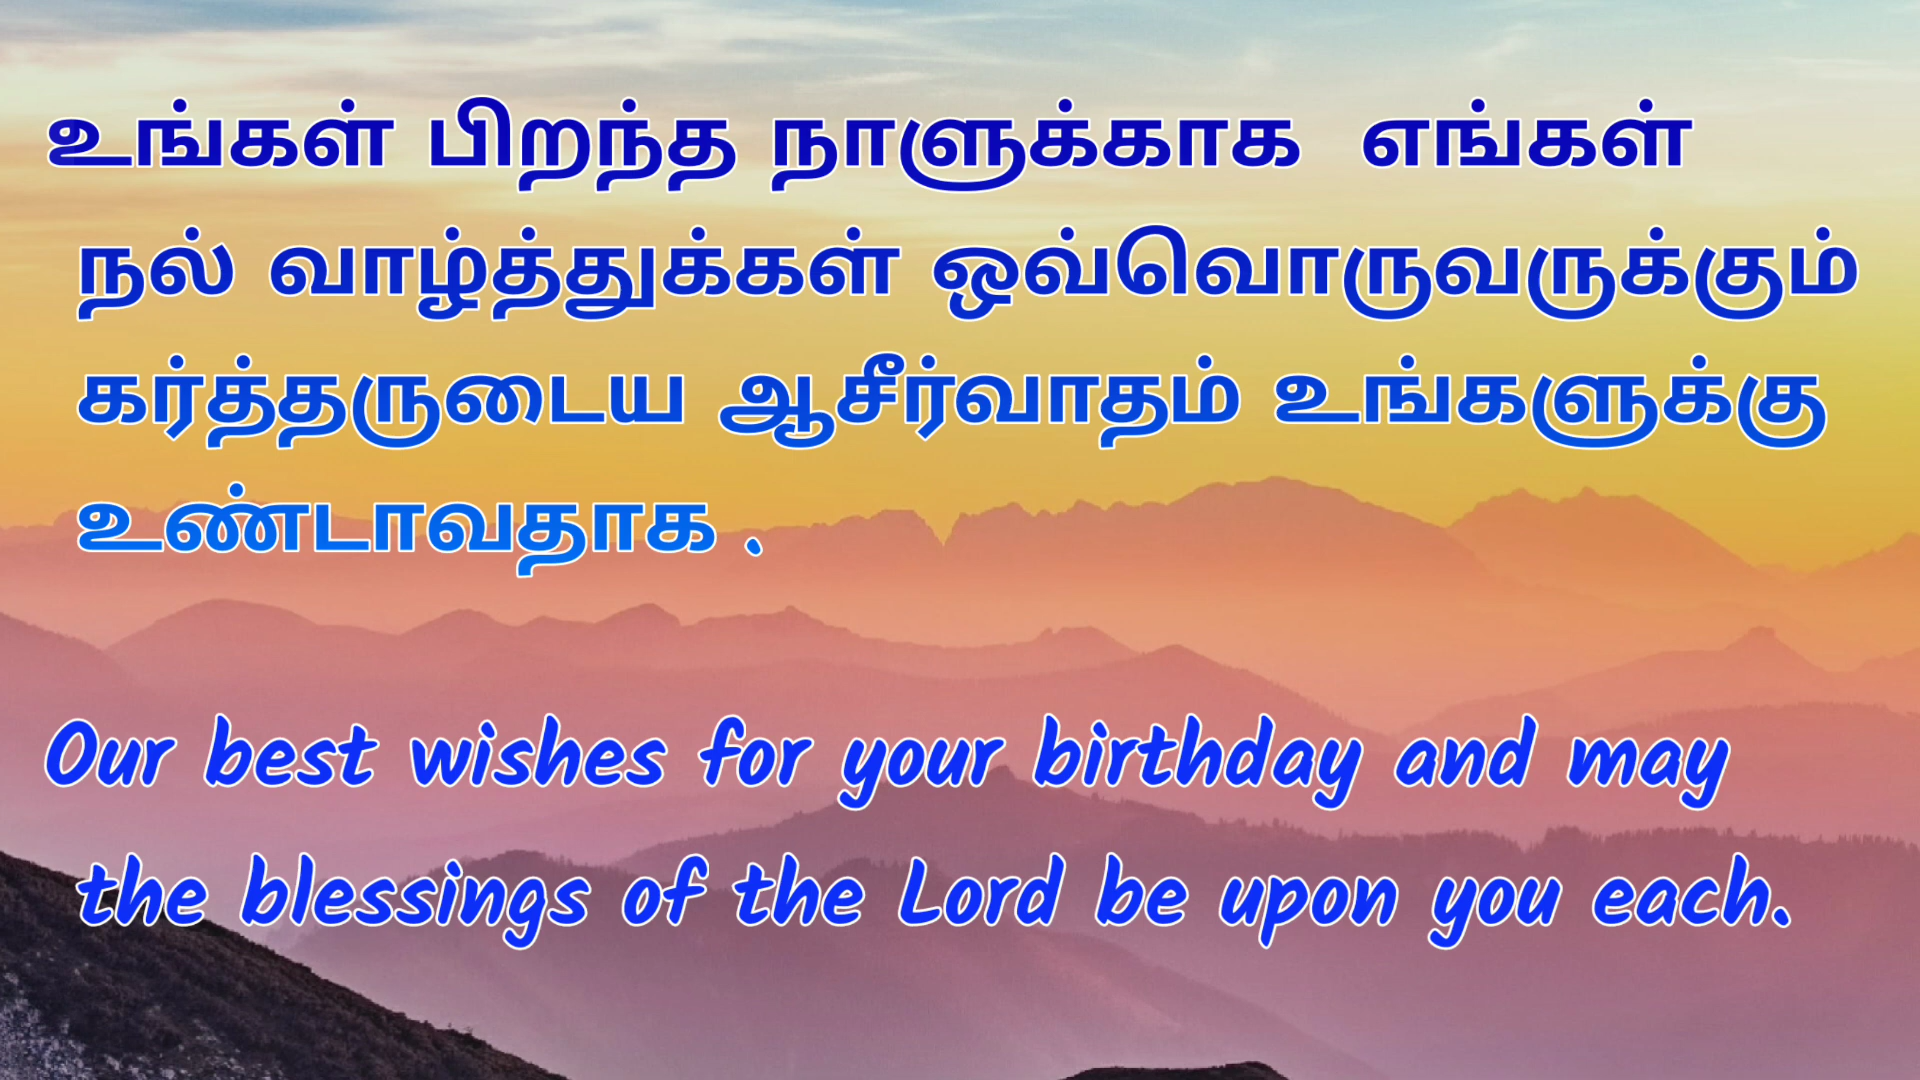 உங்கள் பிறந்த நாளுக்காக எங்கள்
நல் வாழ்த்துக்கள் ஒவ்வொருவருக்கும்
கர்த்தருடைய ஆசீர்வாதம் உங்களுக்கு
உண்டாவதாக .
Our best wishes for your birthday and may
the blessings of the Lord be upon you each.